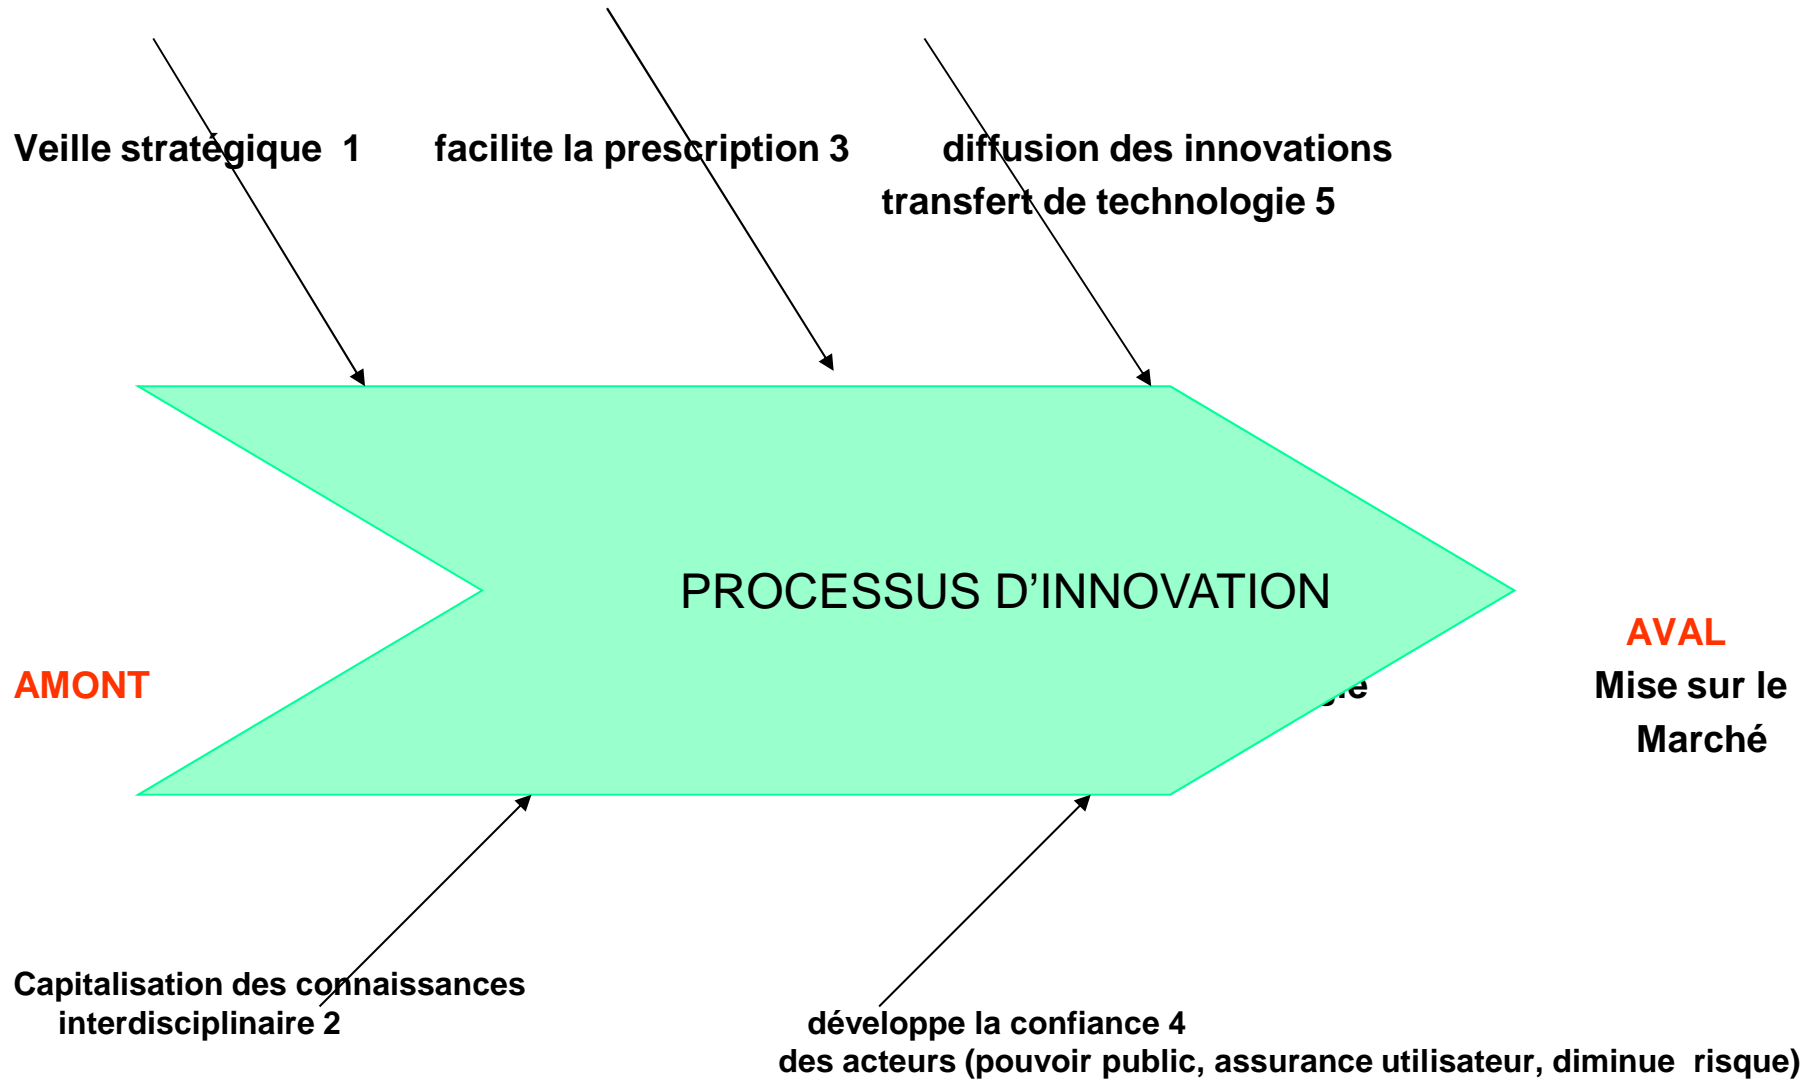 Veille stratégique  1 facilite la prescription 3 diffusion des innovations
transfert de technologie 5
PROCESSUS D’INNOVATION
AVAL
AMONT Mise sur le
Marché
Capitalisation des connaissances
interdisciplinaire 2 développe la confiance 4
des acteurs (pouvoir public, assurance utilisateur, diminue  risque)